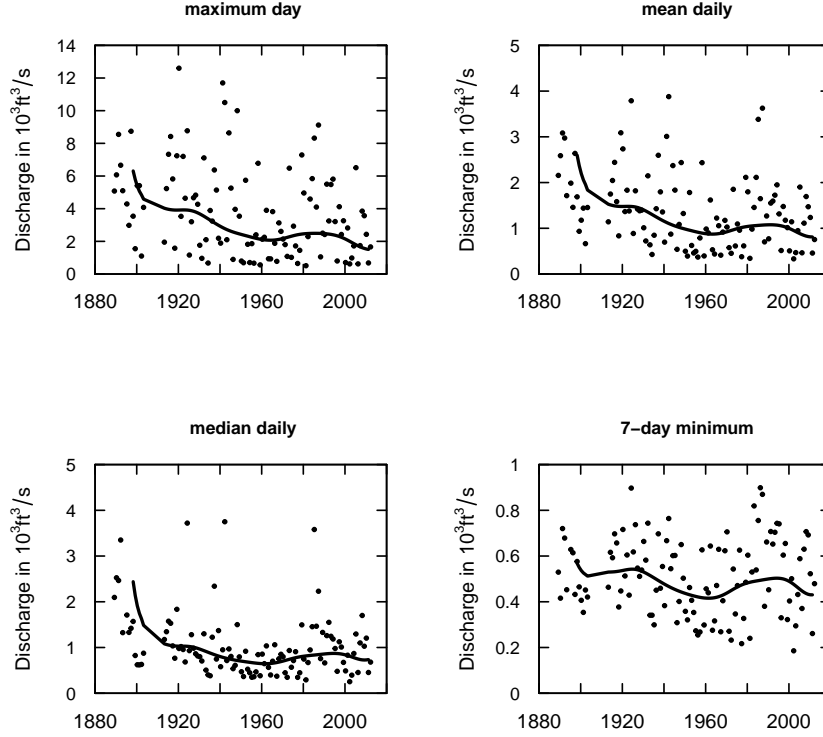 maximum day
Discharge in 10³ft³/s
14
12
10
8
6
4
2
0
1880 1920 1960 2000
mean daily
Discharge in 10³ft³/s
5
4
3
2
1
0
1880 1920 1960 2000
median daily
Discharge in 10³ft³/s
5
4
3
2
1
0
1880 1920 1960 2000
7−day minimum
Discharge in 10³ft³/s
1
0.8
0.6
0.4
0.2
0
1880 1920 1960 2000